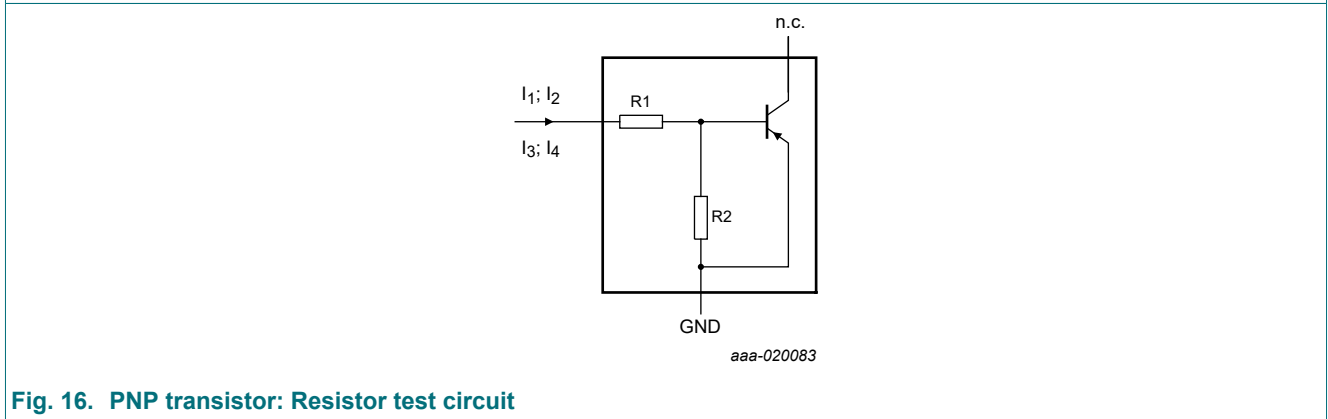 n.c.
I1; I2
R1
I3; I4
R2
GND
aaa-020083
Fig. 16. PNP transistor: Resistor test circuit